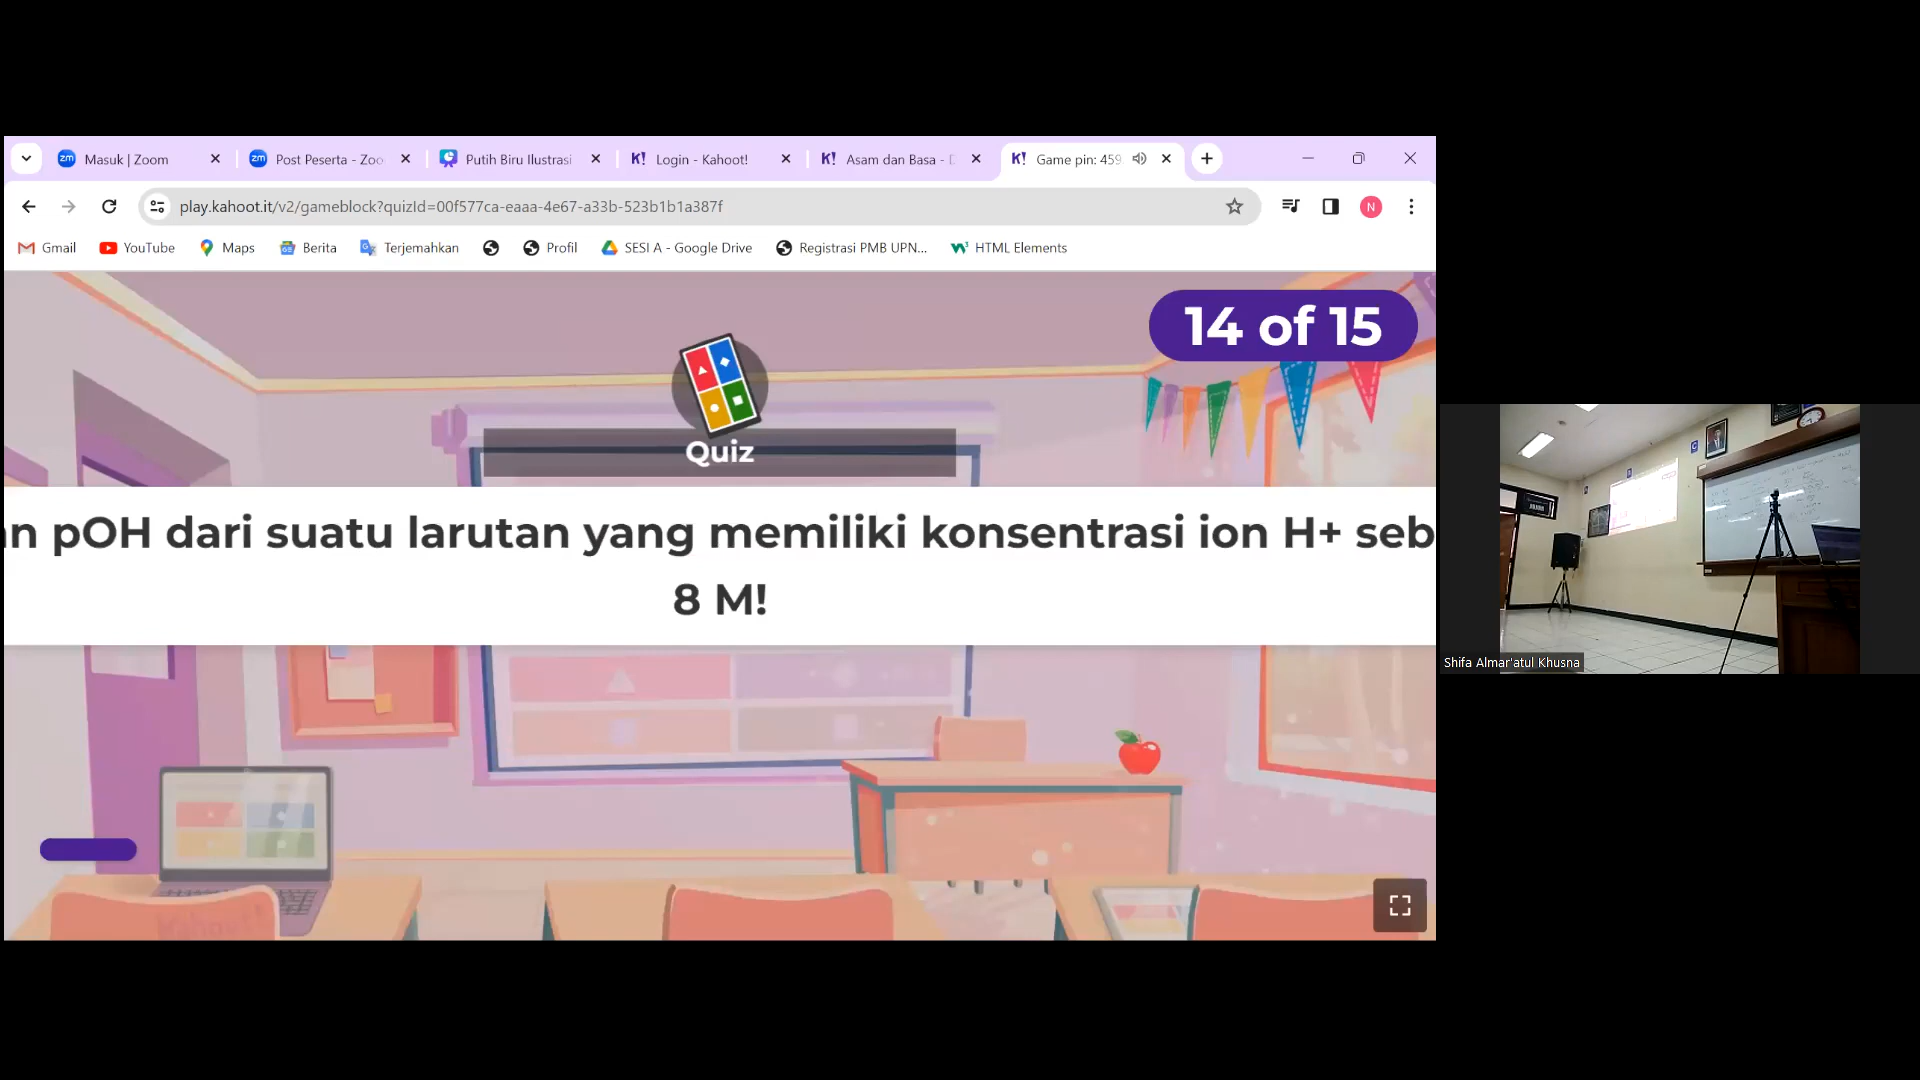 Masuk | Zoom
Post Peserta - Zoo
Putih Biru Ilustrasi
K! Login - Kahoot!
K! Asam dan Basa - D
K! Game pin: 459
play.kahoot.it/v2/gameblock?quizId=00f577ca-eaaa-4e67-a33b-523b1b1a387f
N
Gmail
YouTube
Maps
Berita
Terjemahkan
Profil
SESI A - Google Drive
Registrasi PMB UPN...
HTML Elements
14 of 15
Quiz
an pOH dari suatu larutan yang memiliki konsentrasi ion H+ seb
8 M!
Kahoot!
Shifa Almar'atul Khusna